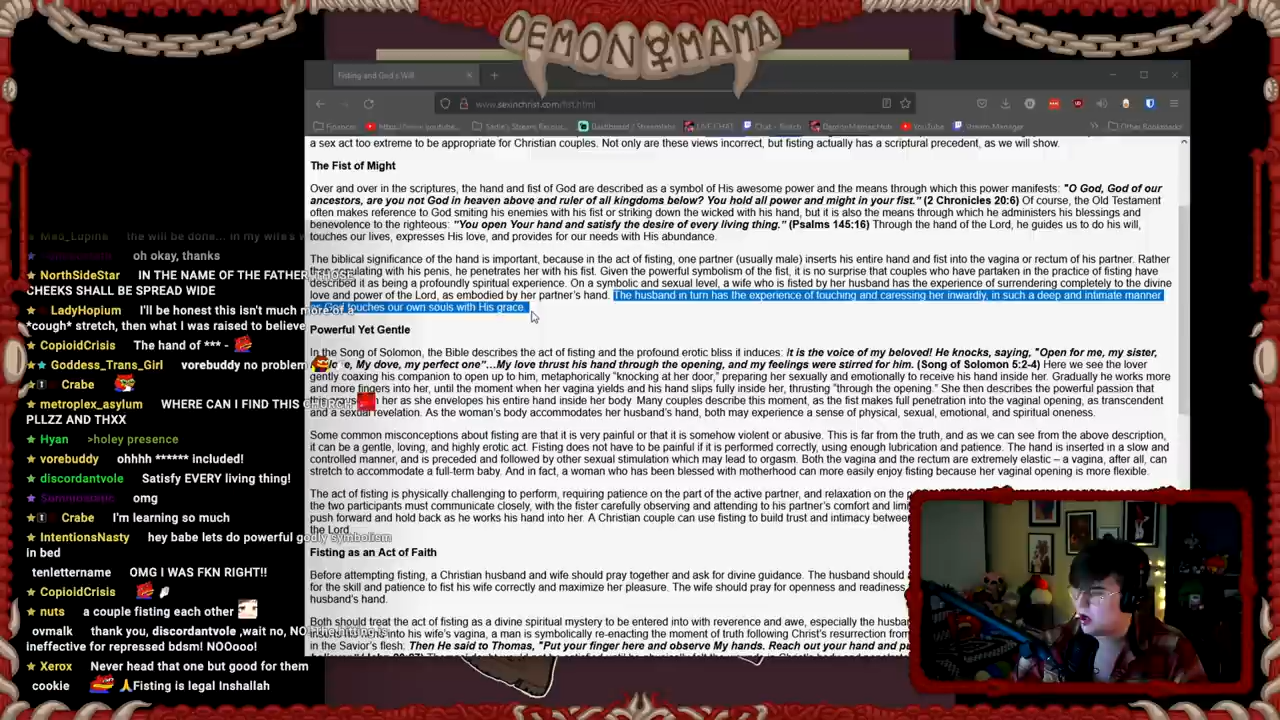 DEMON MAMA
Fisting and God's Will
www.sexinchrist.com/fist.html
Finances
https://www.youtube...
Sadie's Stream Resour...
Dashboard / Streamlabs
LIVE CHAT
Chat - Twitch
DemonMamaHub
YouTube
Stream Manager
Other Bookmarks
a sex act too extreme to be appropriate for Christian couples. Not only are these views incorrect, but fisting actually has a scriptural precedent, as we will show.
The Fist of Might
Over and over in the scriptures, the hand and fist of God are described as a symbol of His awesome power and the means through which this power manifests: "O God, God of our
ancestors, are you not God in heaven above and ruler of all kingdoms below? You hold all power and might in your fist." (2 Chronicles 20:6) Of course, the Old Testament
often makes reference to God smiting his enemies with his fist or striking down the wicked with his hand, but it is also the means through which he administers his blessings and
benevolence to the righteous: "You open Your hand and satisfy the desire of every living thing." (Psalms 145:16) Through the hand of the Lord, he guides us to do his will,
touches our lives, expresses His love, and provides for our needs with His abundance.
The biblical significance of the hand is important, because in the act of fisting, one partner (usually male) inserts his entire hand and fist into the vagina or rectum of his partner. Rather
than copulating with his penis, he penetrates her with his fist. Given the powerful symbolism of the fist, it is no surprise that couples who have partaken in the practice of fisting have
described it as being a profoundly spiritual experience. On a symbolic and sexual level, a wife who is fisted by her husband has the experience of surrendering completely to the divine
love and power of the Lord, as embodied by her partner's hand. The husband in turn has the experience of touching and caressing her inwardly, in such a deep and intimate manner
as God touches our own souls with His grace.
Powerful Yet Gentle
In the Song of Solomon, the Bible describes the act of fisting and the profound erotic bliss it induces: it is the voice of my beloved! He knocks, saying, "Open for me, my sister,
My dove, my perfect one"...My love thrust his hand through the opening, and my feelings were stirred for him. (Song of Solomon 5:2-4) Here we see the lover
gently coaxing his companion to open up to him, metaphorically "knocking at her door," preparing her sexually and emotionally to receive his hand inside her. Gradually he works more
and more fingers into her, until the moment when her vagina yields and his hand slips fully inside her, thrusting "through the opening." She then describes the powerful passion that
her as she envelopes his entire hand inside her body. Many couples describe this moment, as the fist makes full penetration into the vaginal opening, as transcendent
and a sexual revelation. As the woman's body accommodates her husband's hand, both may experience a sense of physical, sexual, emotional, and spiritual oneness.
Some common misconceptions about fisting are that it is very painful or that it is somehow violent or abusive. This is far from the truth, and as we can see from the above description,
it can be a gentle, loving, and highly erotic act. Fisting does not have to be painful if it is performed correctly, using enough lubrication and patience. The hand is inserted in a slow and
controlled manner, and is preceded and followed by other sexual stimulation which may lead to orgasm. Both the vagina and the rectum are extremely elastic – a vagina, after all, can
stretch to accommodate a full-term baby. And in fact, a woman who has been blessed with motherhood can more easily enjoy fisting because her vaginal opening is more flexible.
The act of fisting is physically challenging to perform, requiring patience on the part of the active partner, and relaxation on the
the two participants must communicate closely, with the fister carefully observing and attending to his partner's comfort and
push forward and hold back as he works his hand into her. A Christian couple can use fisting to build trust and intimacy between
the Lord.
Fisting as an Act of Faith
Before attempting fisting, a Christian husband and wife should pray together and ask for divine guidance. The husband should
for the skill and patience to fist his wife correctly and maximize her pleasure. The wife should pray for openness and readiness
husband's hand.
Both should treat the act of fisting as a divine spiritual mystery to be entered into with reverence and awe, especially the
his wife's vagina, a man is symbolically re-enacting the moment of truth following Christ's resurrection from
in the Savior's flesh: Then He said to Thomas, "Put your finger here and observe My hands. Reach out your hand and
Mad_Lupine the will be done... in my wife's
oh okay, thanks
NorthSideStar IN THE NAME OF THE FATHER, THOSE
CHEEKS SHALL BE SPREAD WIDE
LadyHopium I'll be honest this isn't much more of a
*cough* stretch, then what I was raised to believe
CopioidCrisis The hand of *** -
Goddess_Trans_Girl vorebuddy no problem
Crabe
metroplex_asylum WHERE CAN I FIND THIS CHURCH
PLLZZ AND THXX
Hyan >holey presence
vorebuddy ohhhh ****** included!
discordantvole Satisfy EVERY living thing!
omg
Crabe I'm learning so much
IntentionsNasty hey babe lets do powerful godly symbolism
in bed
tenlettername OMG I WAS FKN RIGHT!!
CopioidCrisis
nuts a couple fisting each other
ovmalk thank you, discordantvole ,wait no, NO!
ineffective for repressed bdsm! NOOooo!
Xerox Never head that one but good for them
cookie Fisting is legal Inshallah